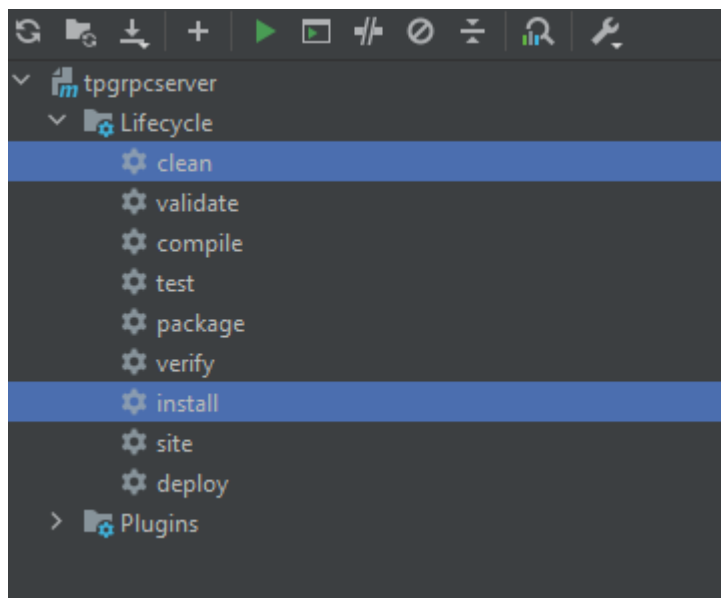 tpgrpcserver
Lifecycle
clean
validate
compile
test
package
verify
install
site
deploy
Plugins